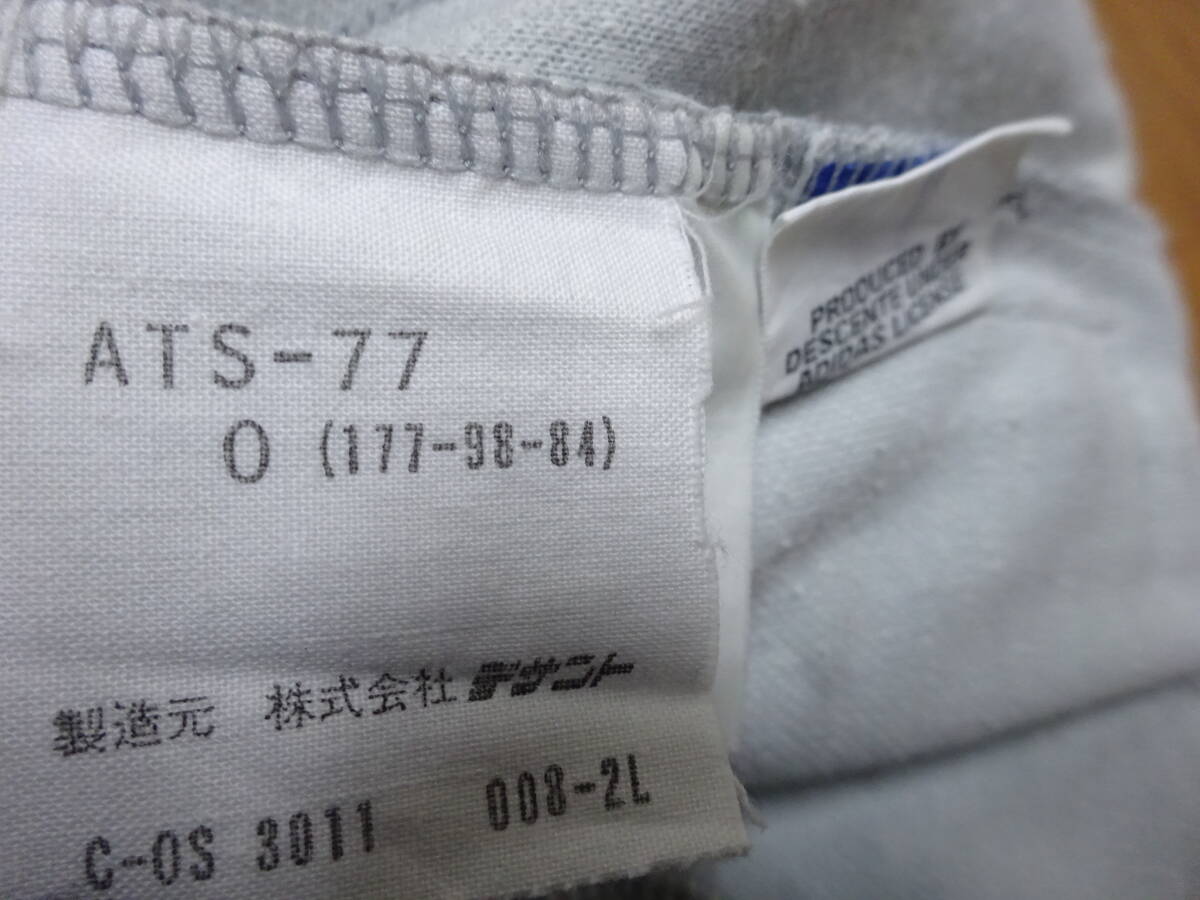 ATS-77
O (177-98-84)
製造元 株式会社デサント
C-OS 3011 008-2L
PRODUCED BY
DESCENTE UNDER
ADIDAS LICENSE